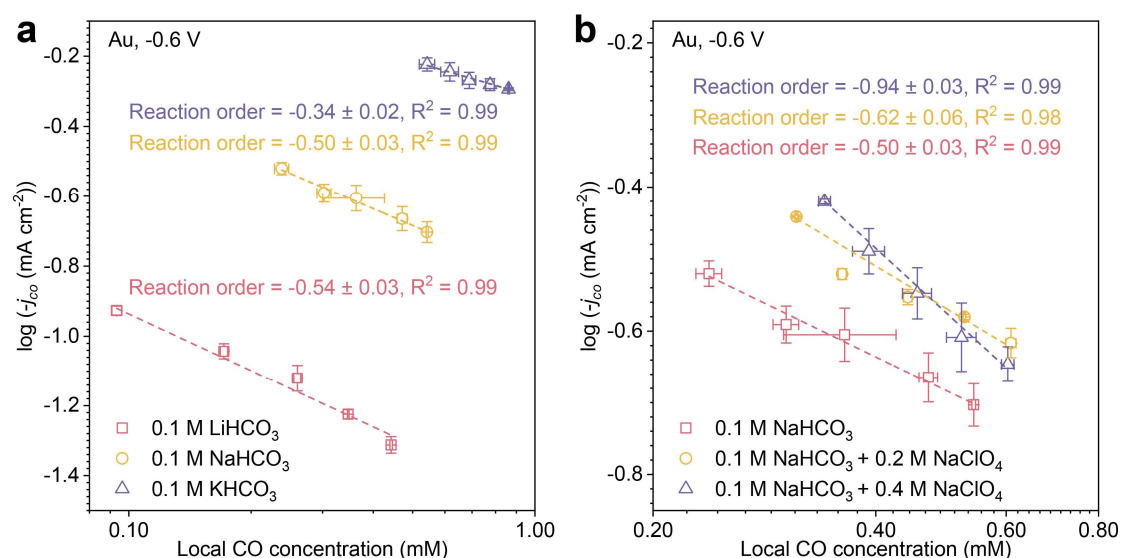 a
Au, -0.6 V
Reaction order = -0.34 ± 0.02, R² = 0.99
Reaction order = -0.50 ± 0.03, R² = 0.99
Reaction order = -0.54 ± 0.03, R² = 0.99
0.1 M LiHCO₃
0.1 M NaHCO₃
0.1 M KHCO₃
-0.2
-0.4
-0.6
-0.8
-1.0
-1.2
-1.4
log (-j_co (mA cm⁻²))
0.10
1.00
Local CO concentration (mM)
b
Au, -0.6 V
Reaction order = -0.94 ± 0.03, R² = 0.99
Reaction order = -0.62 ± 0.06, R² = 0.98
Reaction order = -0.50 ± 0.03, R² = 0.99
0.1 M NaHCO₃
0.1 M NaHCO₃ + 0.2 M NaClO₄
0.1 M NaHCO₃ + 0.4 M NaClO₄
-0.2
-0.4
-0.6
-0.8
log (-j_co (mA cm⁻²))
0.20
0.40
0.60
0.80
Local CO concentration (mM)